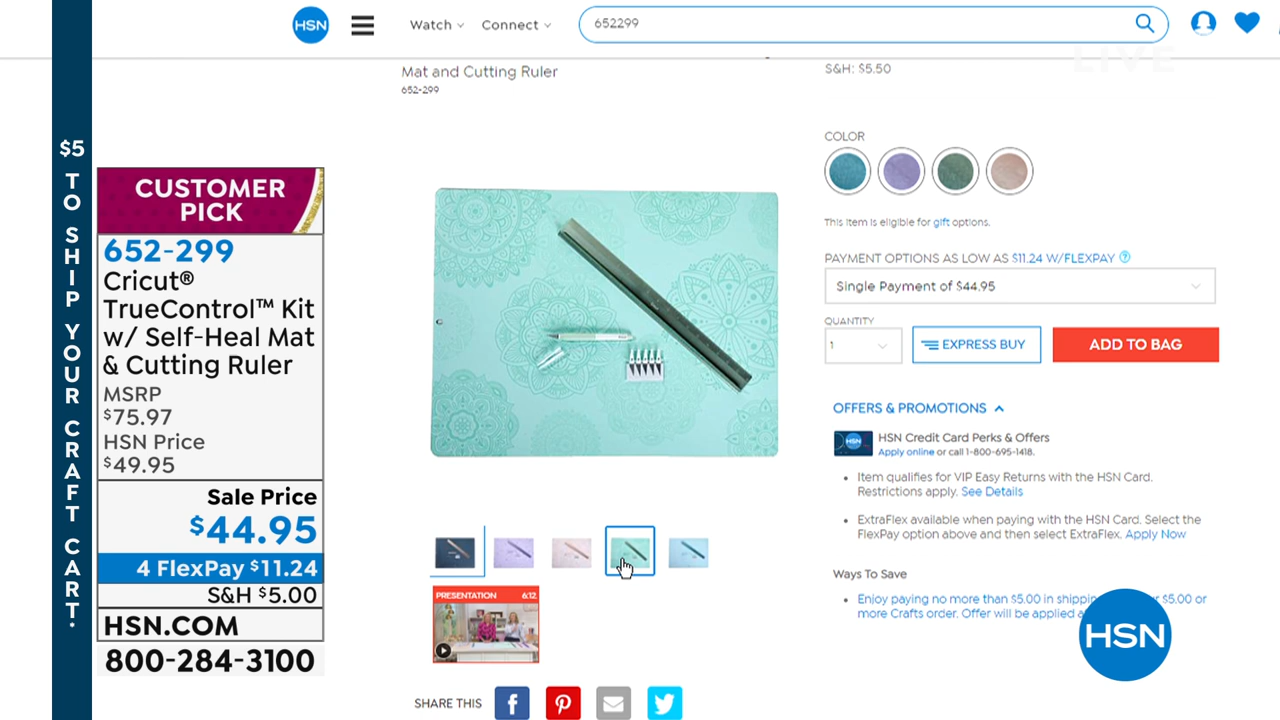 HSN
Watch
Connect
652299
LIVE
Mat and Cutting Ruler
652-299
S&H: $5.50
COLOR
This item is eligible for gift options.
PAYMENT OPTIONS AS LOW AS $11.24 W/FLEXPAY
Single Payment of $44.95
QUANTITY
1
EXPRESS BUY
ADD TO BAG
OFFERS & PROMOTIONS
HSN
HSN Credit Card Perks & Offers
Apply online or call 1-800-695-1418.
• Item qualifies for VIP Easy Returns with the HSN Card.
Restrictions apply. See Details
• ExtraFlex available when paying with the HSN Card. Select the
FlexPay option above and then select ExtraFlex. Apply Now
Ways To Save
• Enjoy paying no more than $5.00 in shipping $5.00 or
more Crafts order. Offer will be applied
HSN
PRESENTATION 6:12
SHARE THIS
$5 TO SHIP YOUR CRAFT CART.*
CUSTOMER
PICK
652-299
Cricut®
TrueControl™ Kit
w/ Self-Heal Mat
& Cutting Ruler
MSRP
$75.97
HSN Price
$49.95
Sale Price
$44.95
4 FlexPay $11.24
S&H $5.00
HSN.COM
800-284-3100